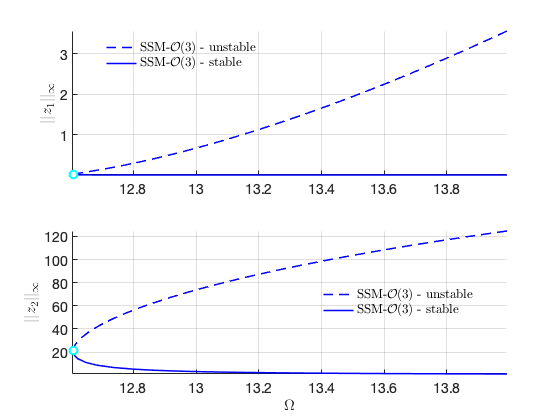 3
2
1
||z₁||∞
SSM-𝒪(3) - unstable
SSM-𝒪(3) - stable
12.8 13 13.2 13.4 13.6 13.8
120
100
80
60
40
20
||z₂||∞
SSM-𝒪(3) - unstable
SSM-𝒪(3) - stable
12.8 13 13.2 13.4 13.6 13.8
Ω